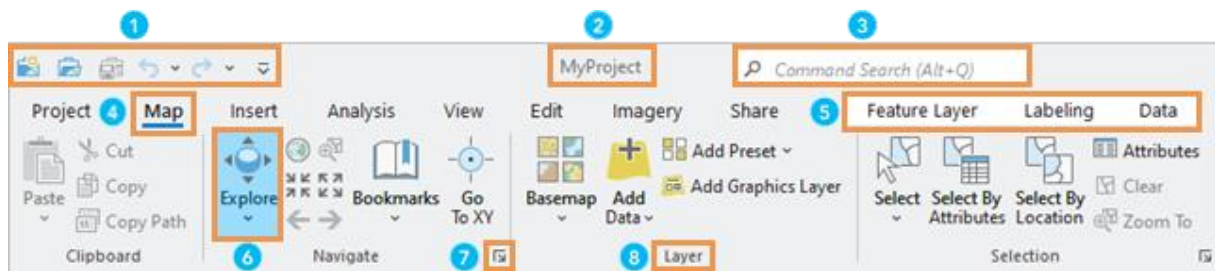 1 2 3
MyProject Command Search (Alt+Q)
Project 4 Map Insert Analysis View Edit Imagery Share 5 Feature Layer Labeling Data
Paste Cut Copy Copy Path
Explore Bookmarks Go To XY
Basemap Add Data Add Preset Add Graphics Layer
Select Select By Attributes Select By Location Attributes Clear Zoom To
Clipboard 6 Navigate 7 8 Layer Selection